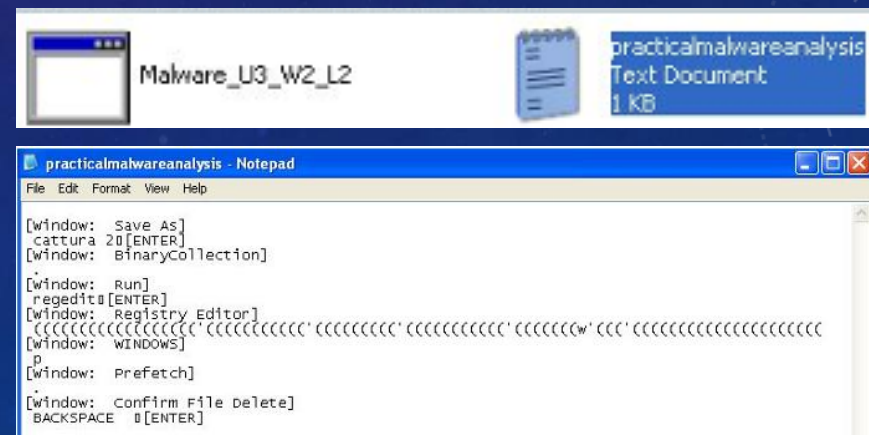 Malware_U3_W2_L2
practicalmalwareanalysis
Text Document
1 KB
practicalmalwareanalysis - Notepad
File Edit Format View Help
[Window: Save As]
cattura 2▯[ENTER]
[Window: BinaryCollection]
.
[Window: Run]
regedit▯[ENTER]
[Window: Registry Editor]
((((((((((((((((((('((((((((((('(((((((((('((((((((((('(((((((w'((('((((((((((((((((((((((
[Window: WINDOWS]
p
[Window: Prefetch]
.
[Window: Confirm File Delete]
BACKSPACE ▯[ENTER]